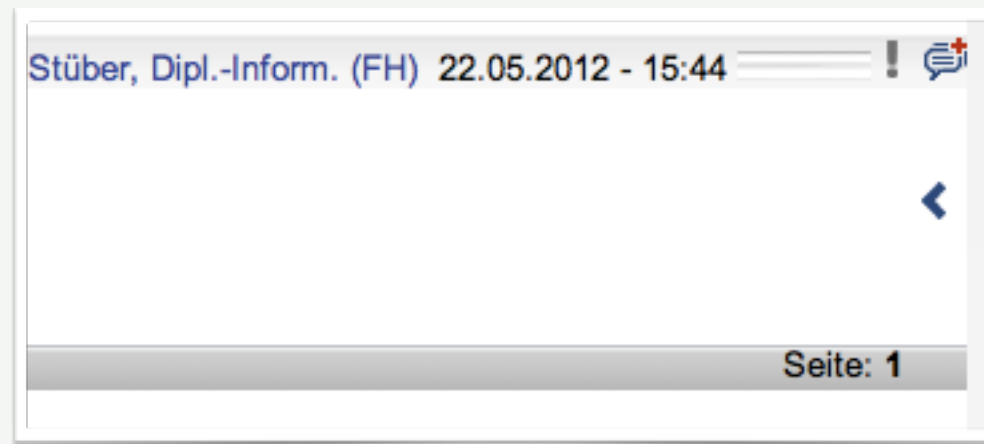 Stüber, Dipl.-Inform. (FH) 22.05.2012 - 15:44
Seite: 1